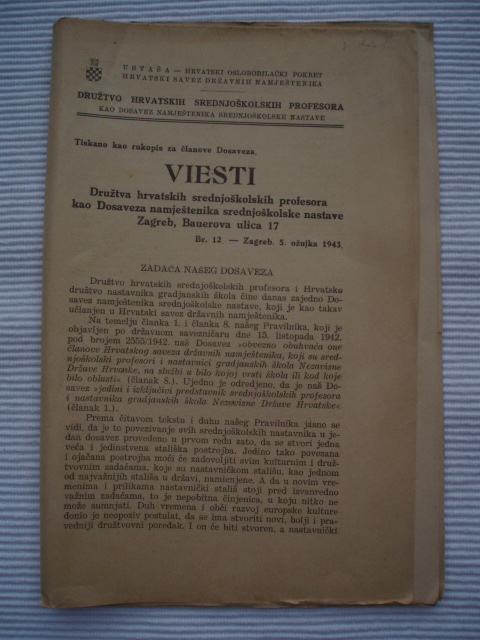 USTAŠA — HRVATSKI OSLOBODILAČKI POKRET
HRVATSKI SAVEZ DRŽAVNIH NAMJEŠTENIKA
DRUŽTVO HRVATSKIH SREDNJOŠKOLSKIH PROFESORA
KAO DOSAVEZ NAMJEŠTENIKA SREDNJOŠKOLSKE NASTAVE
Tiskano kao rukopis za članove Dosaveza.
VIESTI
Družtva hrvatskih srednjoškolskih profesora
kao Dosaveza namještenika srednjoškolske nastave
Zagreb, Bauerova ulica 17
Br. 12 — Zagreb. 5. ožujka 1943.
ZADAĆA NAŠEG DOSAVEZA
Družtvo hrvatskih srednjoškolskih profesora i Hrvatsko
družtvo nastavnika gradjanskih škola čine danas zajedno Do-
savez namještenika srednjoškolske nastave, koji je kao takav
učlanjen u Hrvatski savez državnih namještenika.
Na temelju članka 1. i članka 8. našeg Pravilnika, koji je
objavljen po državnom savezničaru dne 13. listopada 1942.
pod brojem 2555/1942. naš Dosavez »obvezno obuhvaća one
članove Hrvatskog saveza državnih namještenika, koji su sred-
njoškolski profesori i nastavnici gradjanskih škola Nezavisne
Države Hrvatske, na službi u bilo kojoj vrsti škola ili kod koje
bilo oblasti« (članak 8.). Ujedno je odredjeno, da je naš Do-
savez »jedini i izključivi predstavnik srednjoškolskih profesora
i nastavnika gradjanskih škola Nezavisne Države Hrvatske«
(članak 1.).
Prema čitavom tekstu i duhu našeg Pravilnika jasno se
vidi, da je to povezivanje svih srednjoškolskih nastavnika u je-
dan dosavez provedeno u prvom redu zato, da se stvori jedna
veća i jedinstvena stališka postrojba. Jedino tako povezana
i ojačana postrojba moći će zadovoljiti svim kulturnim i druž-
tvovnim zadaćama, koje su nastavničkom stališu, kao jednom
od najvažnijih stališa u državi, namienjene. A da u novim vre-
menima i prilikama nastavnički stališ stoji pred izvanredno
važnim zadaćama, to je nepobitna činjenica, u koju nitko ne
može sumnjati. Duh vremena i obći razvoj europske kulture
donio je neopoziv postulat, da se ima stvoriti novi, bolji i pra-
vedniji družtvovni poredak. I on će biti stvoren, a nastavnički